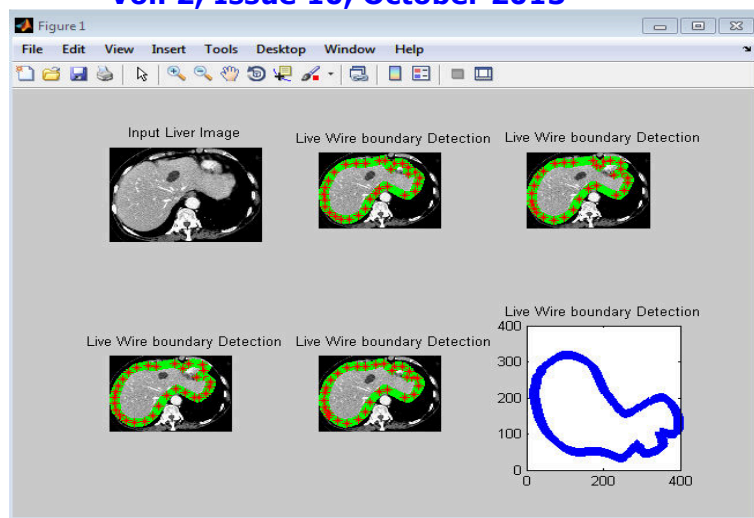 Vol. 2, Issue 10, October 2013
Figure 1
File Edit View Insert Tools Desktop Window Help
Input Liver Image
Live Wire boundary Detection
Live Wire boundary Detection
Live Wire boundary Detection
Live Wire boundary Detection
Live Wire boundary Detection
400
300
200
100
0
0 200 400